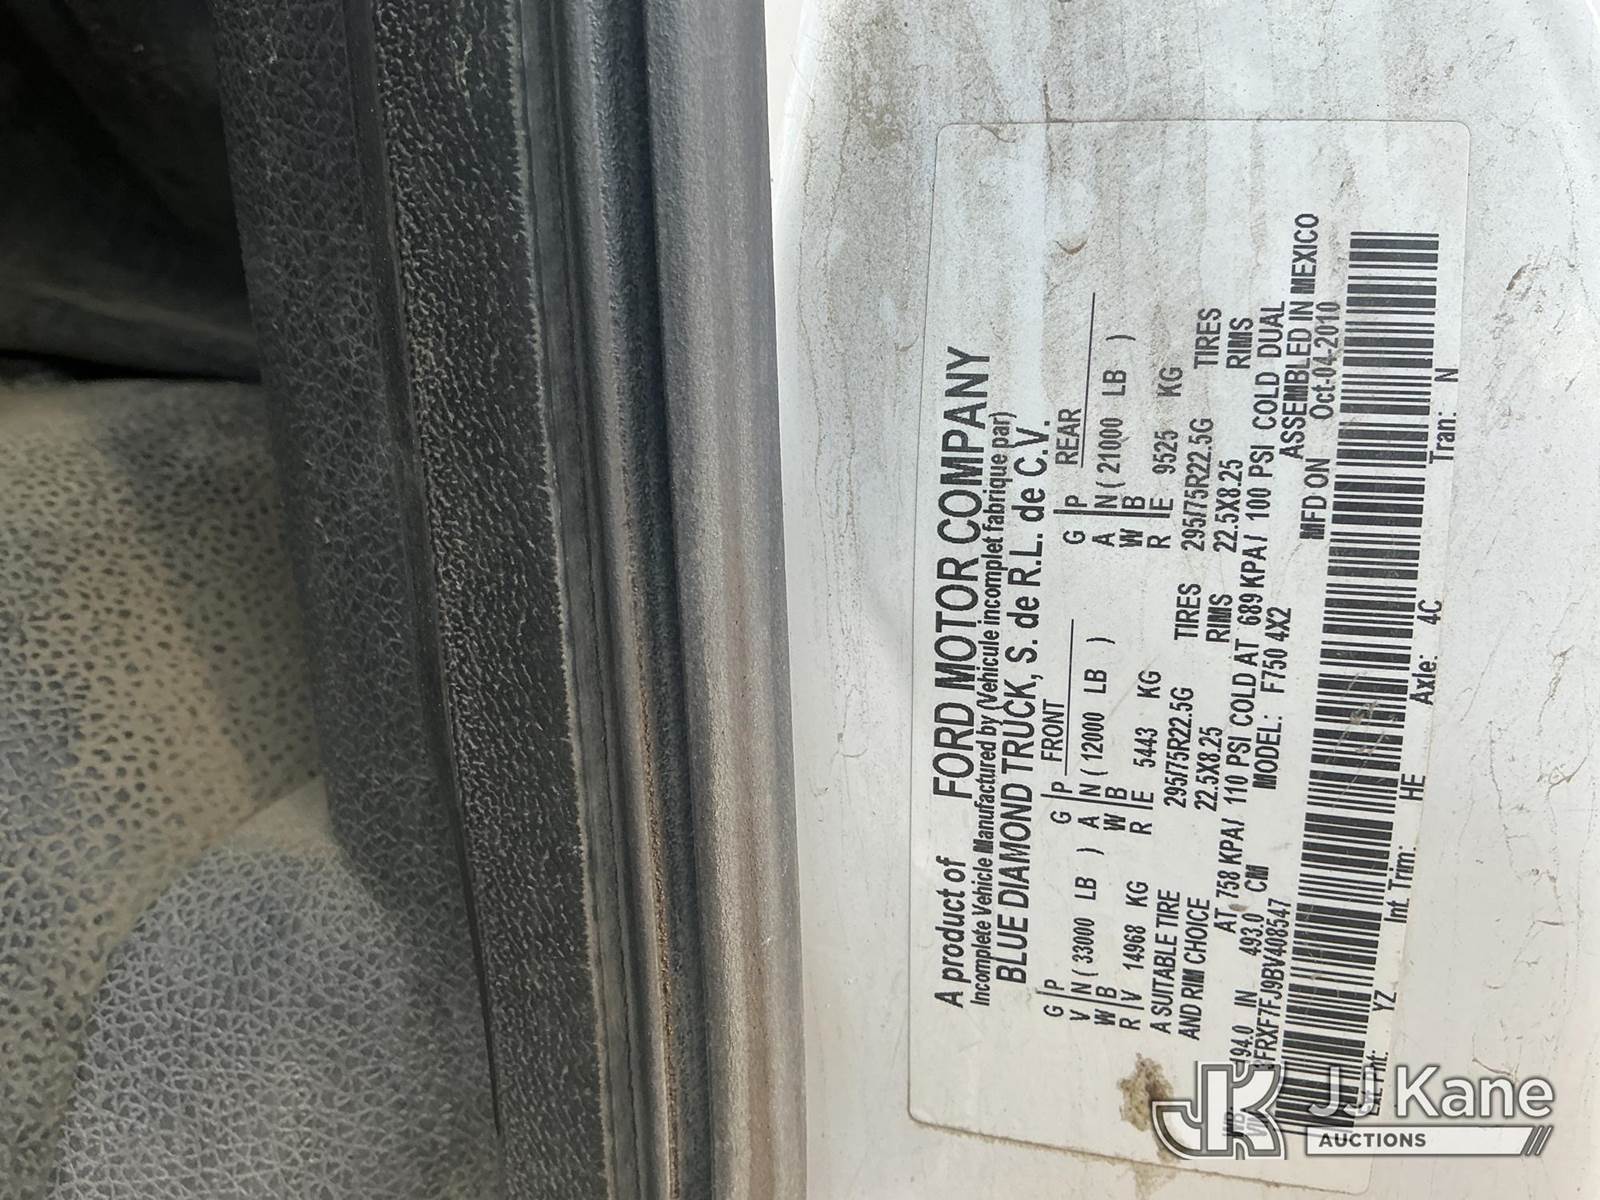 A product of FORD MOTOR COMPANY
Incomplete Vehicle Manufactured by (Vehicule incomplet fabrique par)
BLUE DIAMOND TRUCK, S. de R.L. de C.V.
G P G P FRONT G P REAR
V N ( 33000 LB ) A N ( 12000 LB ) A N ( 21000 LB )
W B W B W B
R V 14968 KG R E 5443 KG R E 9525 KG
A SUITABLE TIRE 295/75R22.5G TIRES 295/75R22.5G TIRES
AND RIM CHOICE 22.5X8.25 RIMS 22.5X8.25 RIMS
AT 758 KPA/ 110 PSI COLD AT 689 KPA/ 100 PSI COLD DUAL
194.0 IN 493.0 CM MODEL: F750 4X2 ASSEMBLED IN MEXICO
3FRXF7FJ9BV408547 MFD ON Oct-04-2010
YZ Int Trim: HE Axle: 4C Tran: N
JK JJ Kane
AUCTIONS